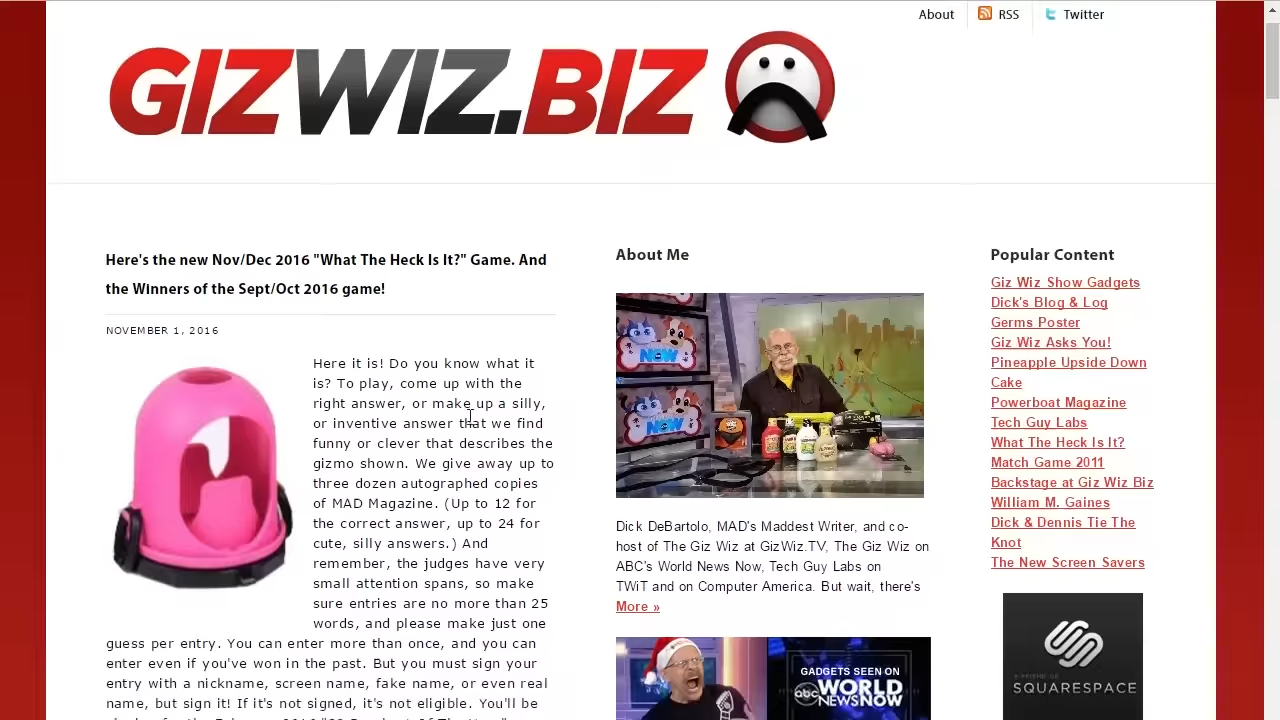 About
RSS
Twitter
GIZWIZ.BIZ
Here's the new Nov/Dec 2016 "What The Heck Is It?" Game. And
the Winners of the Sept/Oct 2016 game!
NOVEMBER 1, 2016
Here it is! Do you know what it
is? To play, come up with the
right answer, or make up a silly,
or inventive answer that we find
funny or clever that describes the
gizmo shown. We give away up to
three dozen autographed copies
of MAD Magazine. (Up to 12 for
the correct answer, up to 24 for
cute, silly answers.) And
remember, the judges have very
small attention spans, so make
sure entries are no more than 25
words, and please make just one
guess per entry. You can enter more than once, and you can
enter even if you've won in the past. But you must sign your
entry with a nickname, screen name, fake name, or even real
name, but sign it! If it's not signed, it's not eligible. You'll be
About Me
NOW
NOW
Dick DeBartolo, MAD's Maddest Writer, and co-
host of The Giz Wiz at GizWiz.TV, The Giz Wiz on
ABC's World News Now, Tech Guy Labs on
TWiT and on Computer America. But wait, there's
More »
GADGETS SEEN ON
abc WORLD
NEWS NOW
Popular Content
Giz Wiz Show Gadgets
Dick's Blog & Log
Germs Poster
Giz Wiz Asks You!
Pineapple Upside Down
Cake
Powerboat Magazine
Tech Guy Labs
What The Heck Is It?
Match Game 2011
Backstage at Giz Wiz Biz
William M. Gaines
Dick & Dennis Tie The
Knot
The New Screen Savers
A FRIEND OF
SQUARESPACE